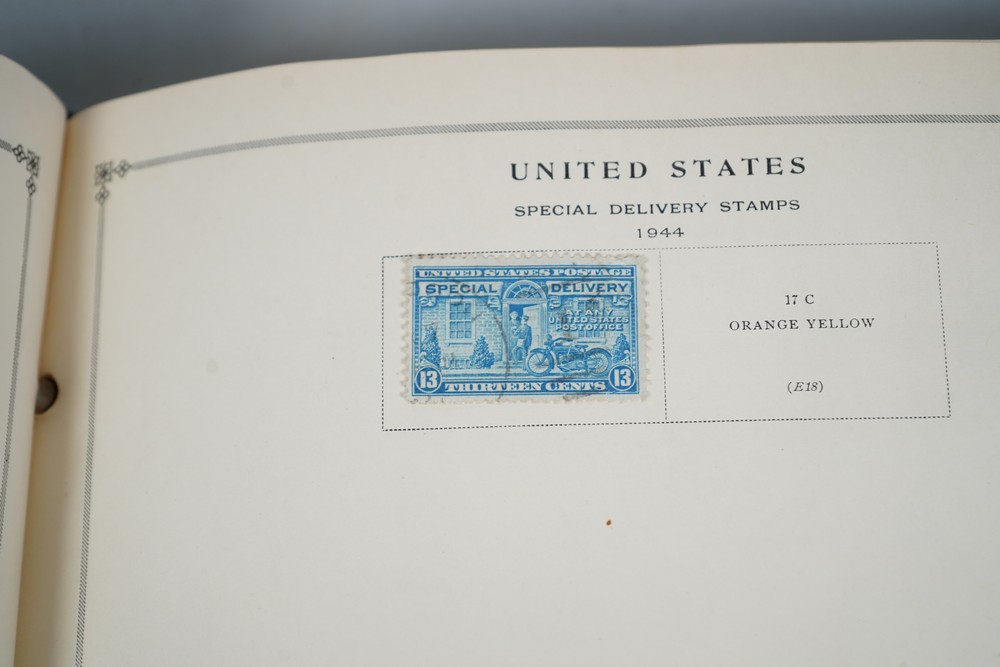 UNITED STATES
SPECIAL DELIVERY STAMPS
1944
UNITED STATES POSTAGE
SPECIAL DELIVERY
AT ANY
UNITED STATES
POST OFFICE
13 THIRTEEN CENTS 13
17 C
ORANGE YELLOW
(E18)